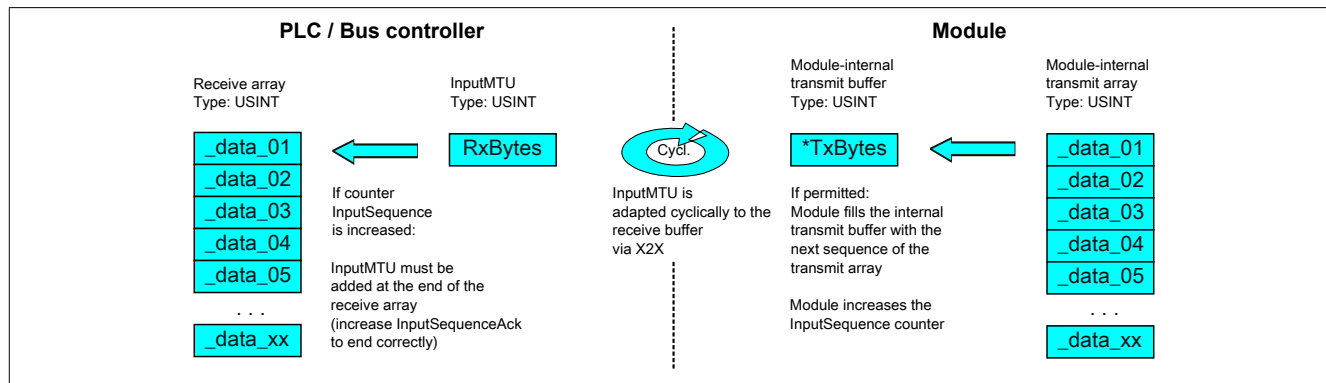 PLC / Bus controller
Module
Receive array
Type: USINT
InputMTU
Type: USINT
Module-internal
transmit buffer
Type: USINT
Module-internal
transmit array
Type: USINT
_data_01
_data_02
_data_03
_data_04
_data_05
. . .
_data_xx
RxBytes
If counter
InputSequence
is increased:
InputMTU must be
added at the end of the
receive array
(increase InputSequenceAck
to end correctly)
Cycl.
InputMTU is
adapted cyclically to the
receive buffer
via X2X
*TxBytes
If permitted:
Module fills the internal
transmit buffer with the
next sequence of the
transmit array
Module increases the
InputSequence counter
_data_01
_data_02
_data_03
_data_04
_data_05
. . .
_data_xx